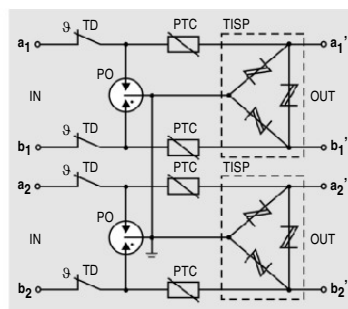 ϑ TD PTC TISP
a1 a1'
PO
IN OUT
b1 b1'
ϑ TD PTC TISP
a2 a2'
ϑ TD PTC
PO
IN OUT
ϑ TD PTC
b2 b2'